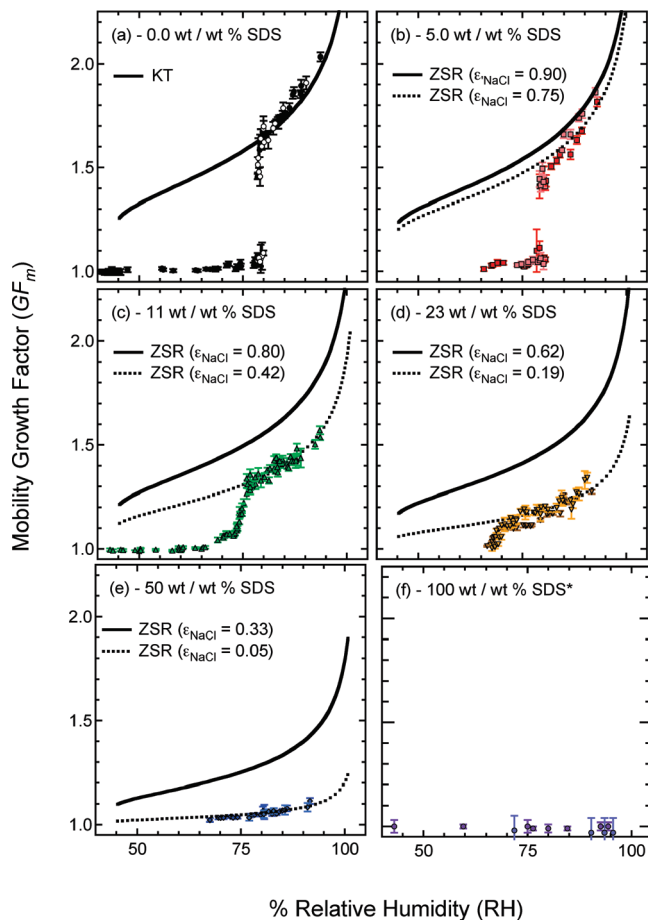 Mobility Growth Factor (GFm)
(a) - 0.0 wt / wt % SDS
KT
(b) - 5.0 wt / wt % SDS
ZSR (εNaCl = 0.90)
ZSR (εNaCl = 0.75)
2.0
1.5
1.0
(c) - 11 wt / wt % SDS
ZSR (εNaCl = 0.80)
ZSR (εNaCl = 0.42)
(d) - 23 wt / wt % SDS
ZSR (εNaCl = 0.62)
ZSR (εNaCl = 0.19)
2.0
1.5
1.0
(e) - 50 wt / wt % SDS
ZSR (εNaCl = 0.33)
ZSR (εNaCl = 0.05)
(f) - 100 wt / wt % SDS*
2.0
1.5
1.0
50 75 100 50 75 100
% Relative Humidity (RH)